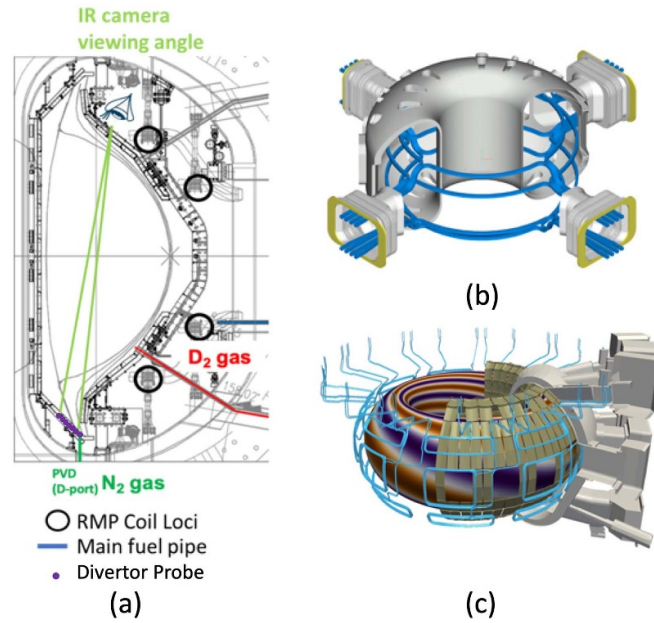 IR camera
viewing angle
D₂ gas
PVD
(D-port) N₂ gas
RMP Coil Loci
Main fuel pipe
Divertor Probe
(a)
(b)
(c)